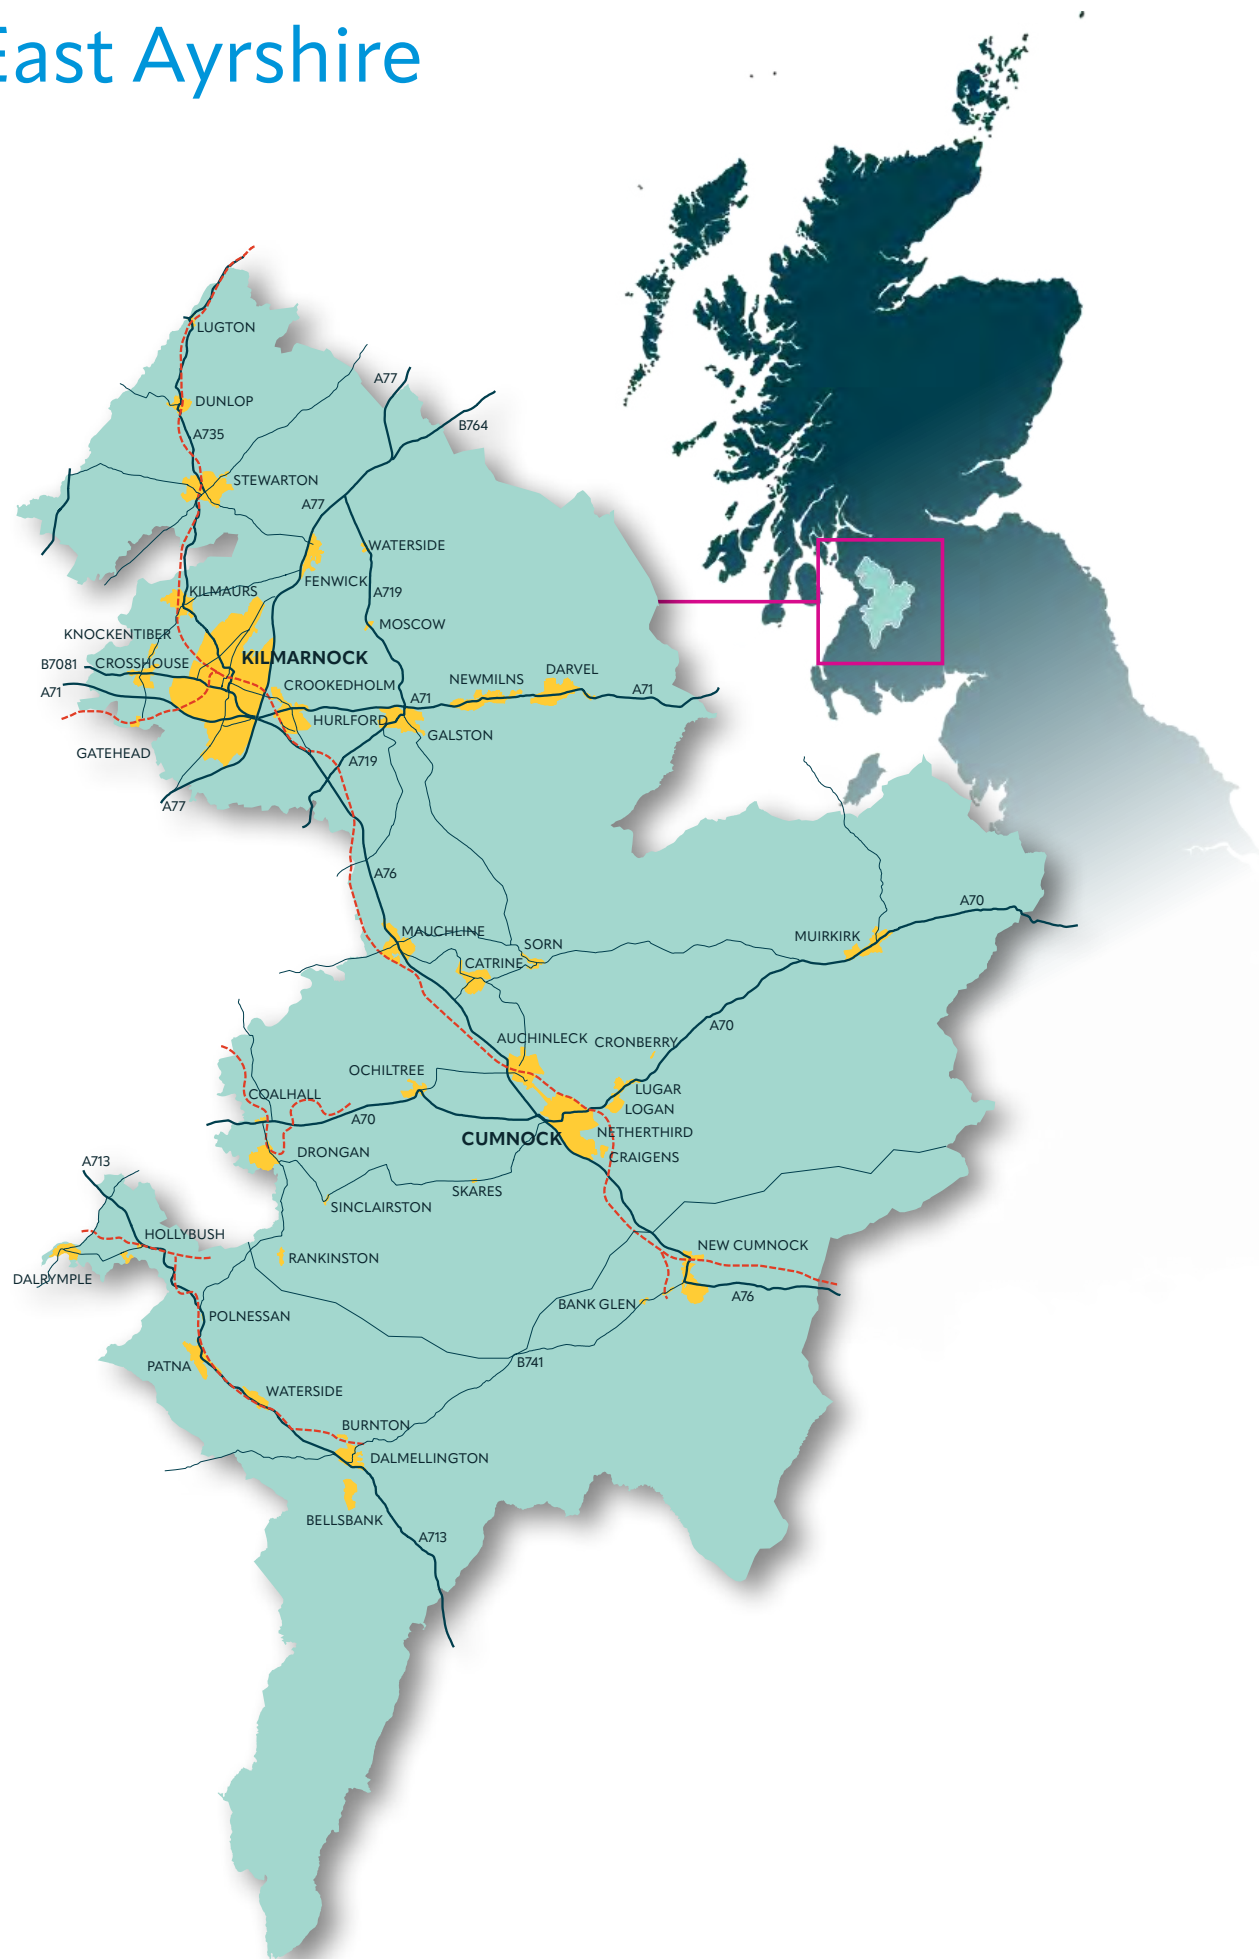 East Ayrshire
LUGTON
A77
DUNLOP
B764
A735
STEWARTON
A77
WATERSIDE
FENWICK
KILMAURS
A719
MOSCOW
KNOCKENTIBER
KILMARNOCK
B7081
CROSSHOUSE
DARVEL
NEWMILNS
CROOKEDHOLM
A71
A71
A71
HURLFORD
GALSTON
GATEHEAD
A719
A77
A76
A70
MAUCHLINE
MUIRKIRK
SORN
CATRINE
A70
AUCHINLECK
CRONBERRY
OCHILTREE
LUGAR
COALHALL
LOGAN
A70
NETHERTHIRD
CUMNOCK
DRONGAN
CRAIGENS
A713
SKARES
SINCLAIRSTON
HOLLYBUSH
NEW CUMNOCK
RANKINSTON
DALRYMPLE
A76
BANK GLEN
POLNESSAN
B741
PATNA
WATERSIDE
BURNTON
DALMELLINGTON
BELLSBANK
A713